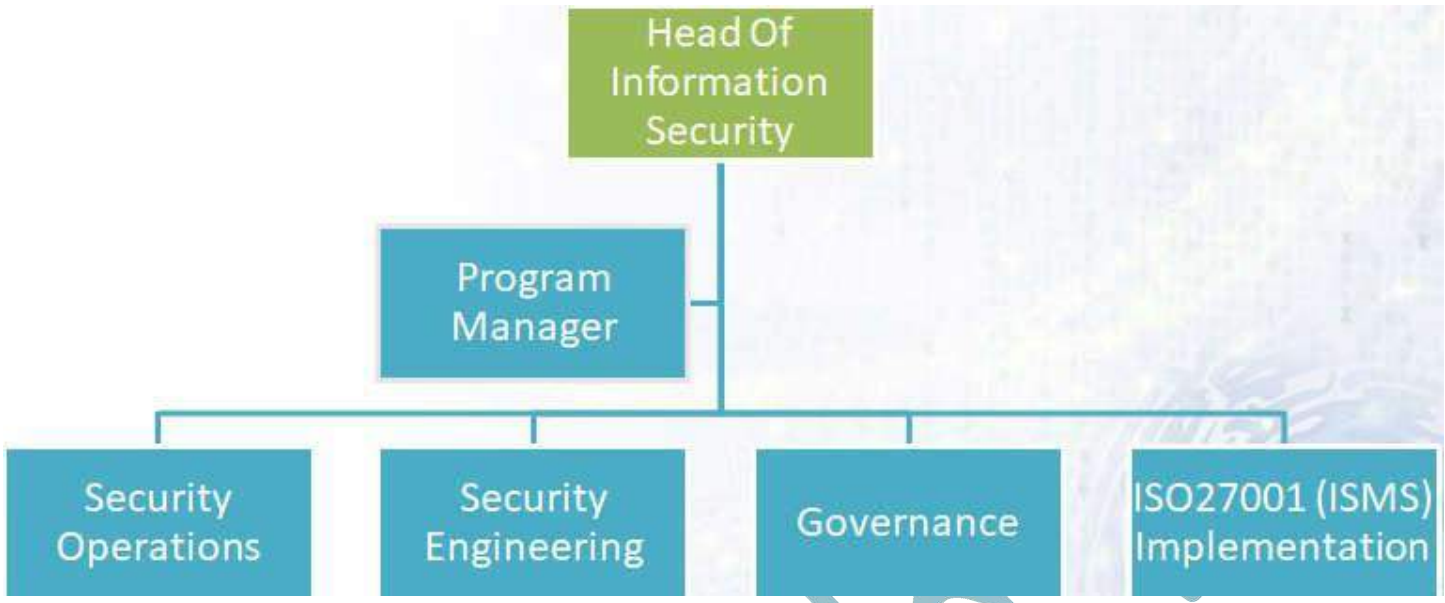 Head Of
Information
Security
Program
Manager
Security
Operations
Security
Engineering
Governance
ISO27001 (ISMS)
Implementation